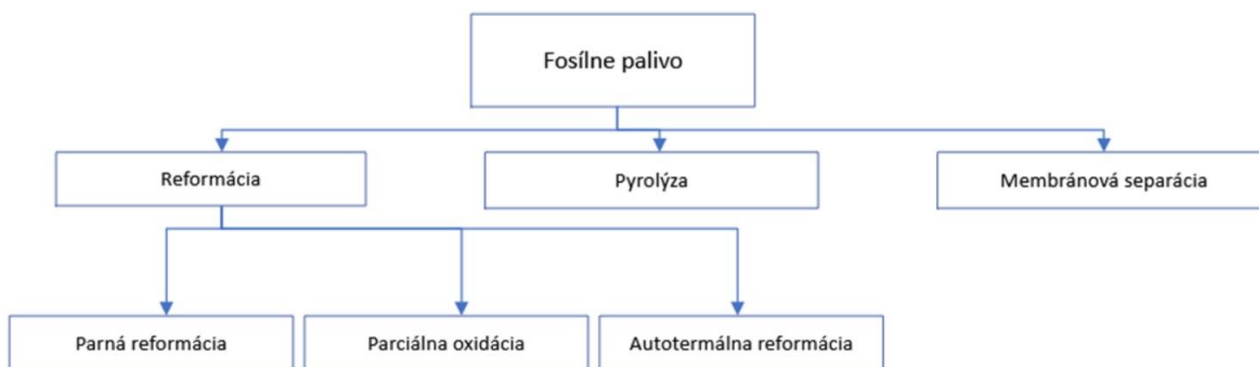 Fosílne palivo
Reformácia
Pyrolýza
Membránová separácia
Parná reformácia
Parciálna oxidácia
Autotermálna reformácia